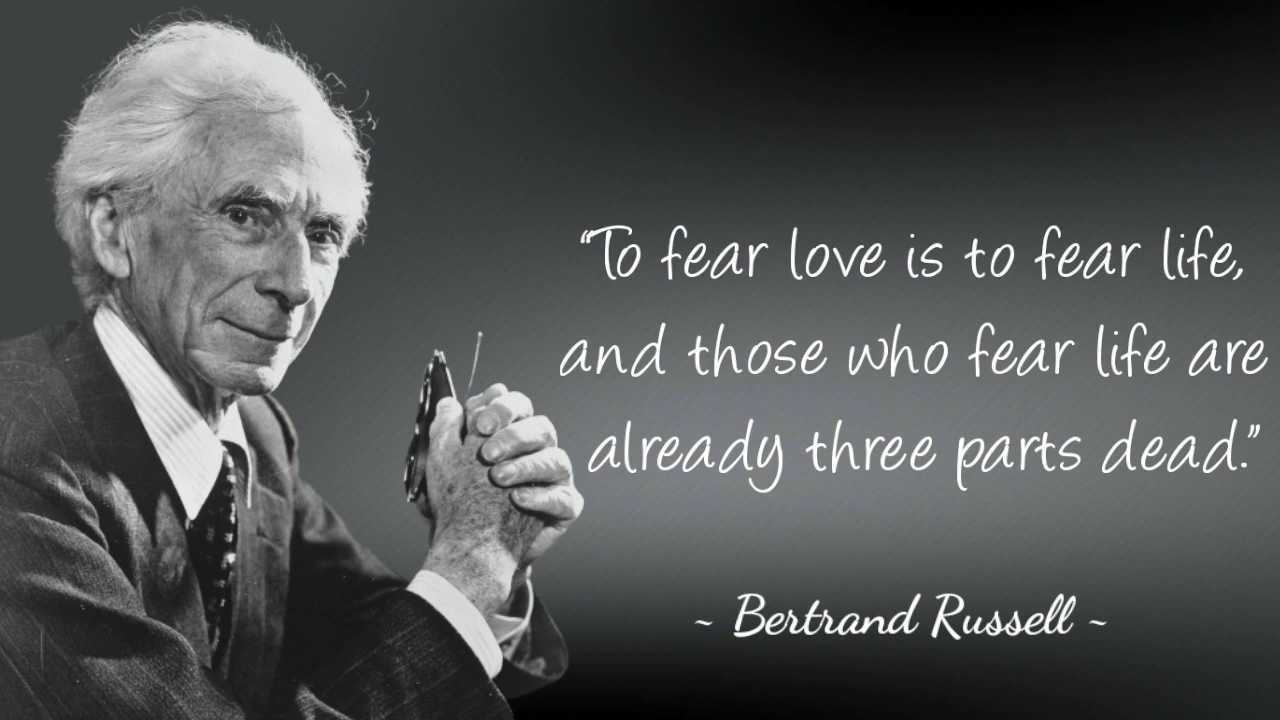 “To fear love is to fear life,
and those who fear life are
already three parts dead.”
~ Bertrand Russell ~